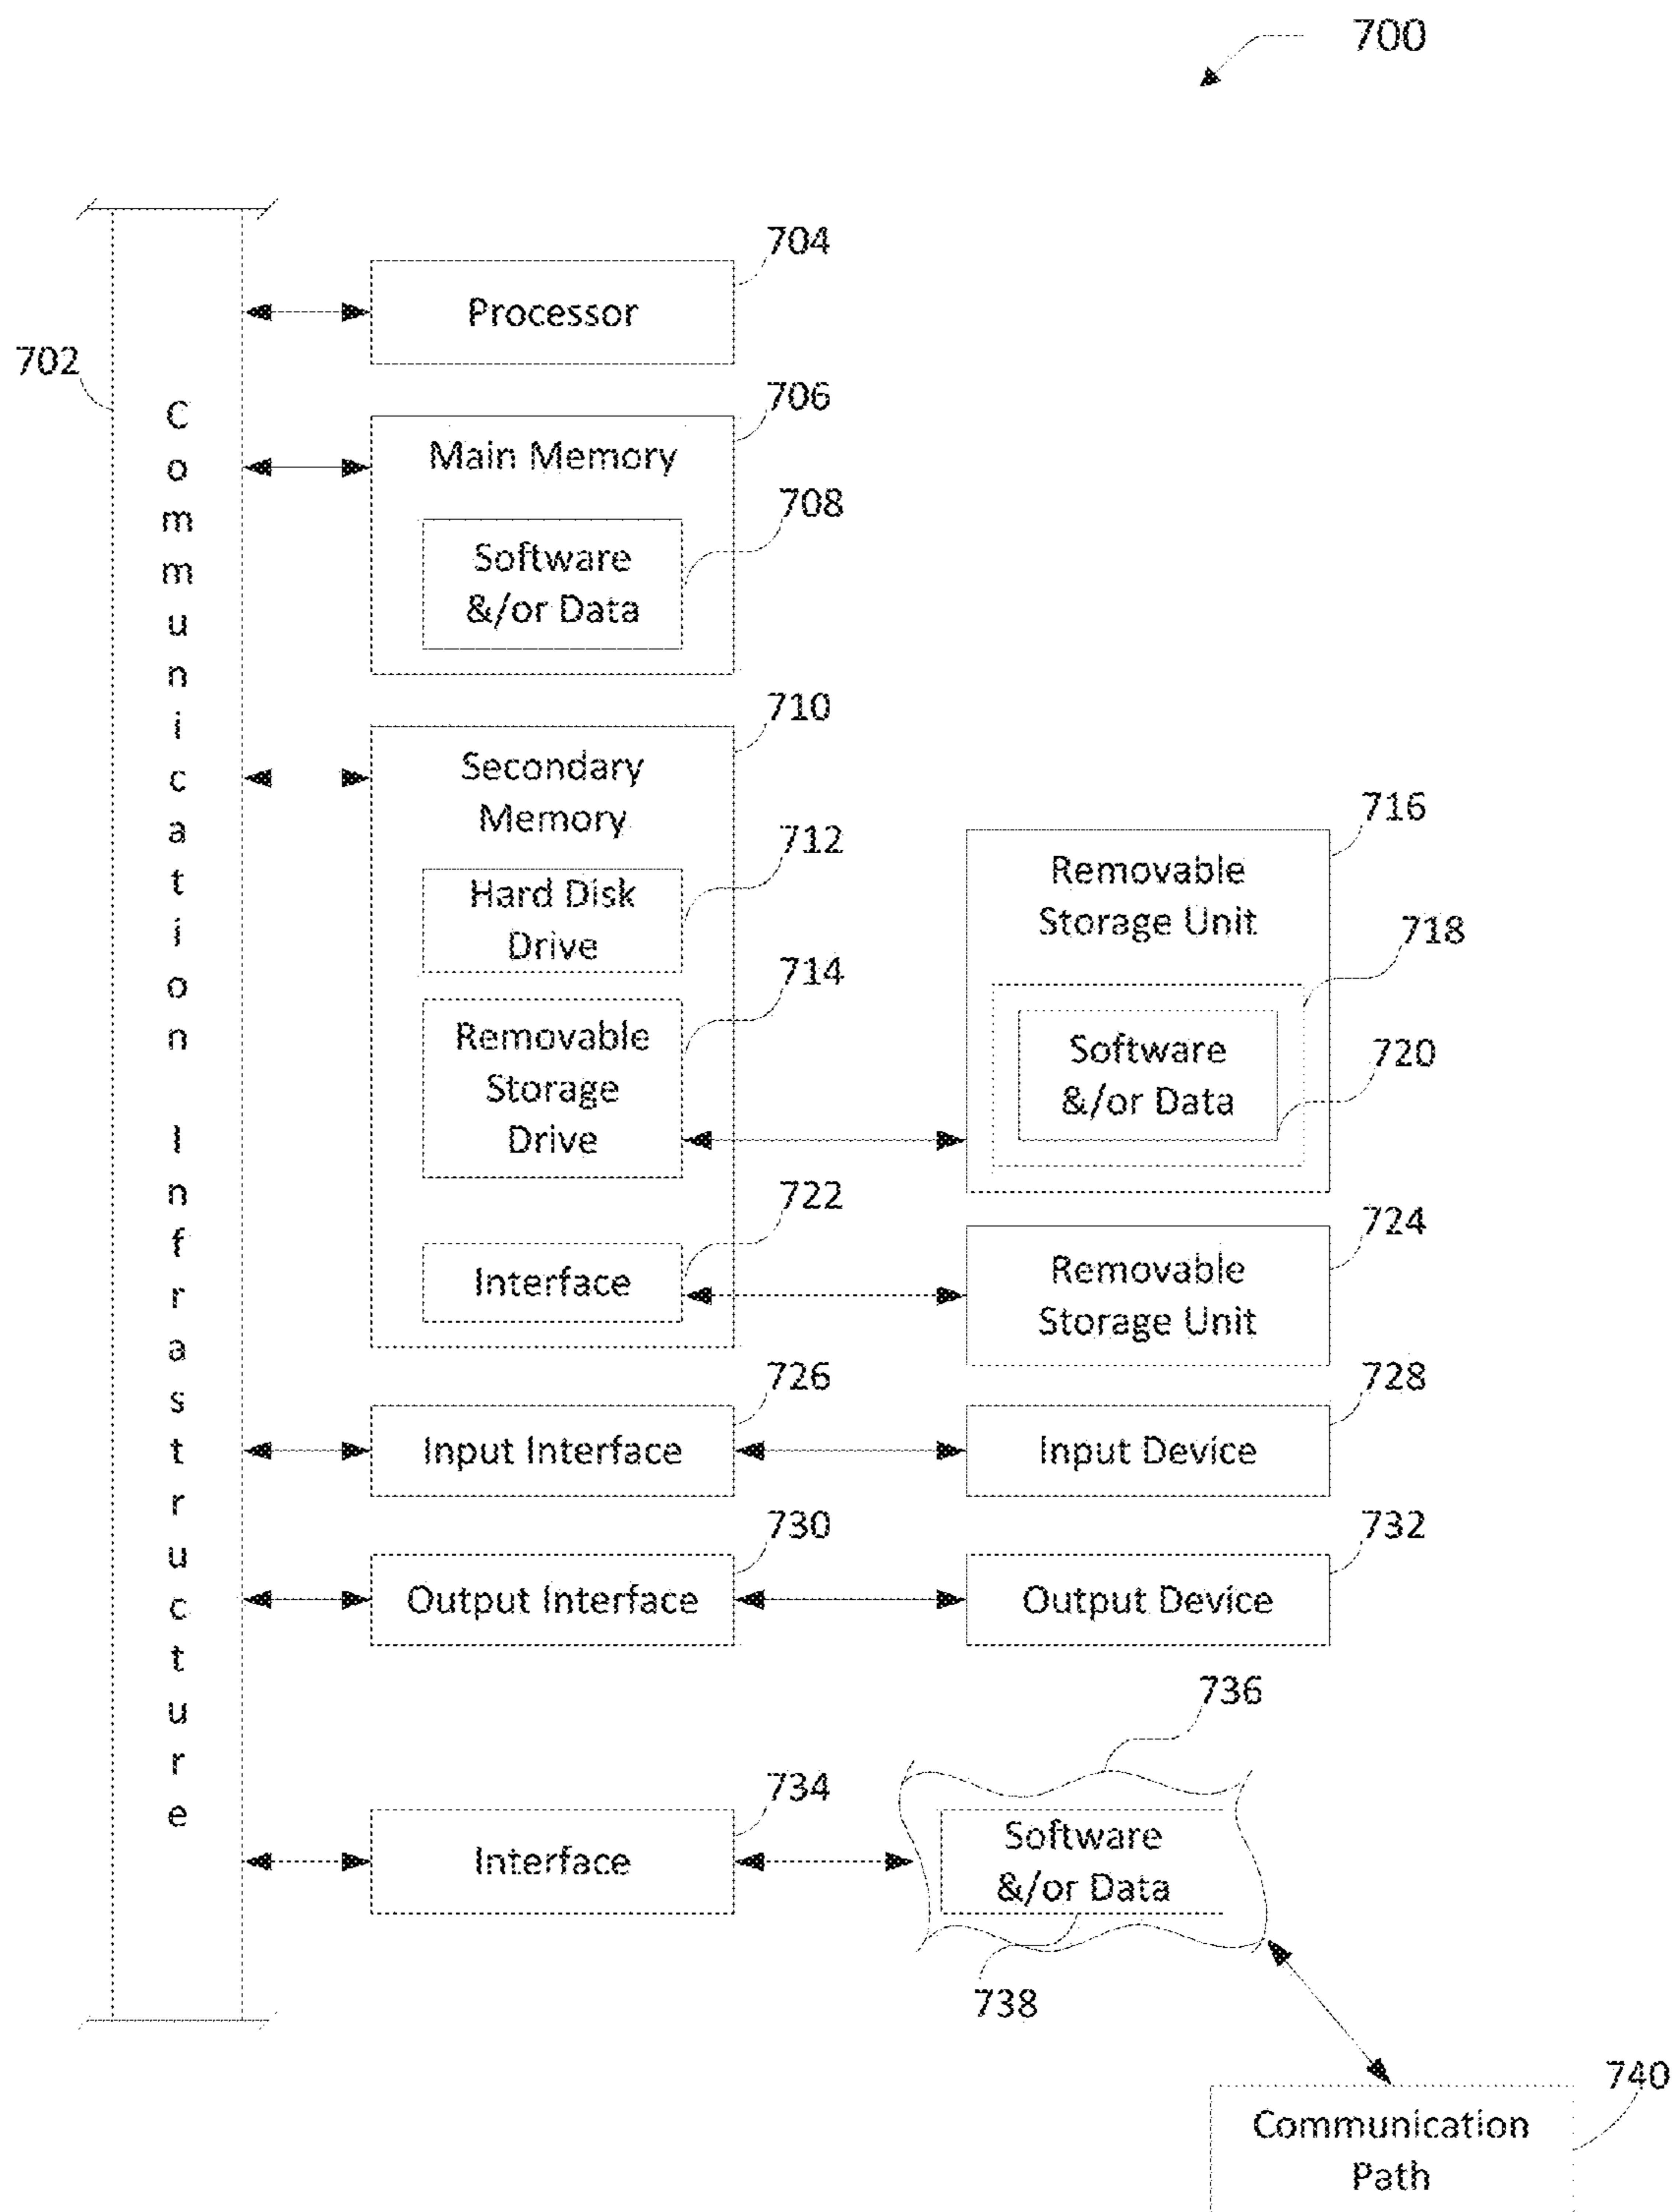 700
702
Communication Infrastructure
704
Processor
706
Main Memory
708
Software
&/or Data
710
Secondary
Memory
712
Hard Disk
Drive
714
Removable
Storage
Drive
716
Removable
Storage Unit
718
720
Software
&/or Data
722
Interface
724
Removable
Storage Unit
726
Input Interface
728
Input Device
730
Output Interface
732
Output Device
734
Interface
736
Software
&/or Data
738
740
Communication
Path